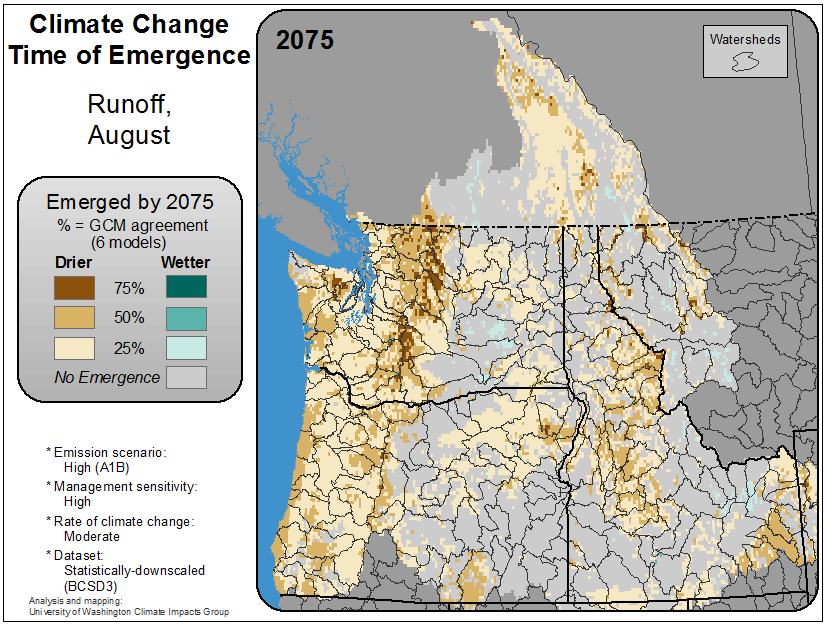 Climate Change
Time of Emergence
Runoff,
August
Emerged by 2075
% = GCM agreement
(6 models)
Drier Wetter
75%
50%
25%
No Emergence
* Emission scenario:
High (A1B)
* Management sensitivity:
High
* Rate of climate change:
Moderate
* Dataset:
Statistically-downscaled
(BCSD3)
Analysis and mapping:
University of Washington Climate Impacts Group
2075
Watersheds